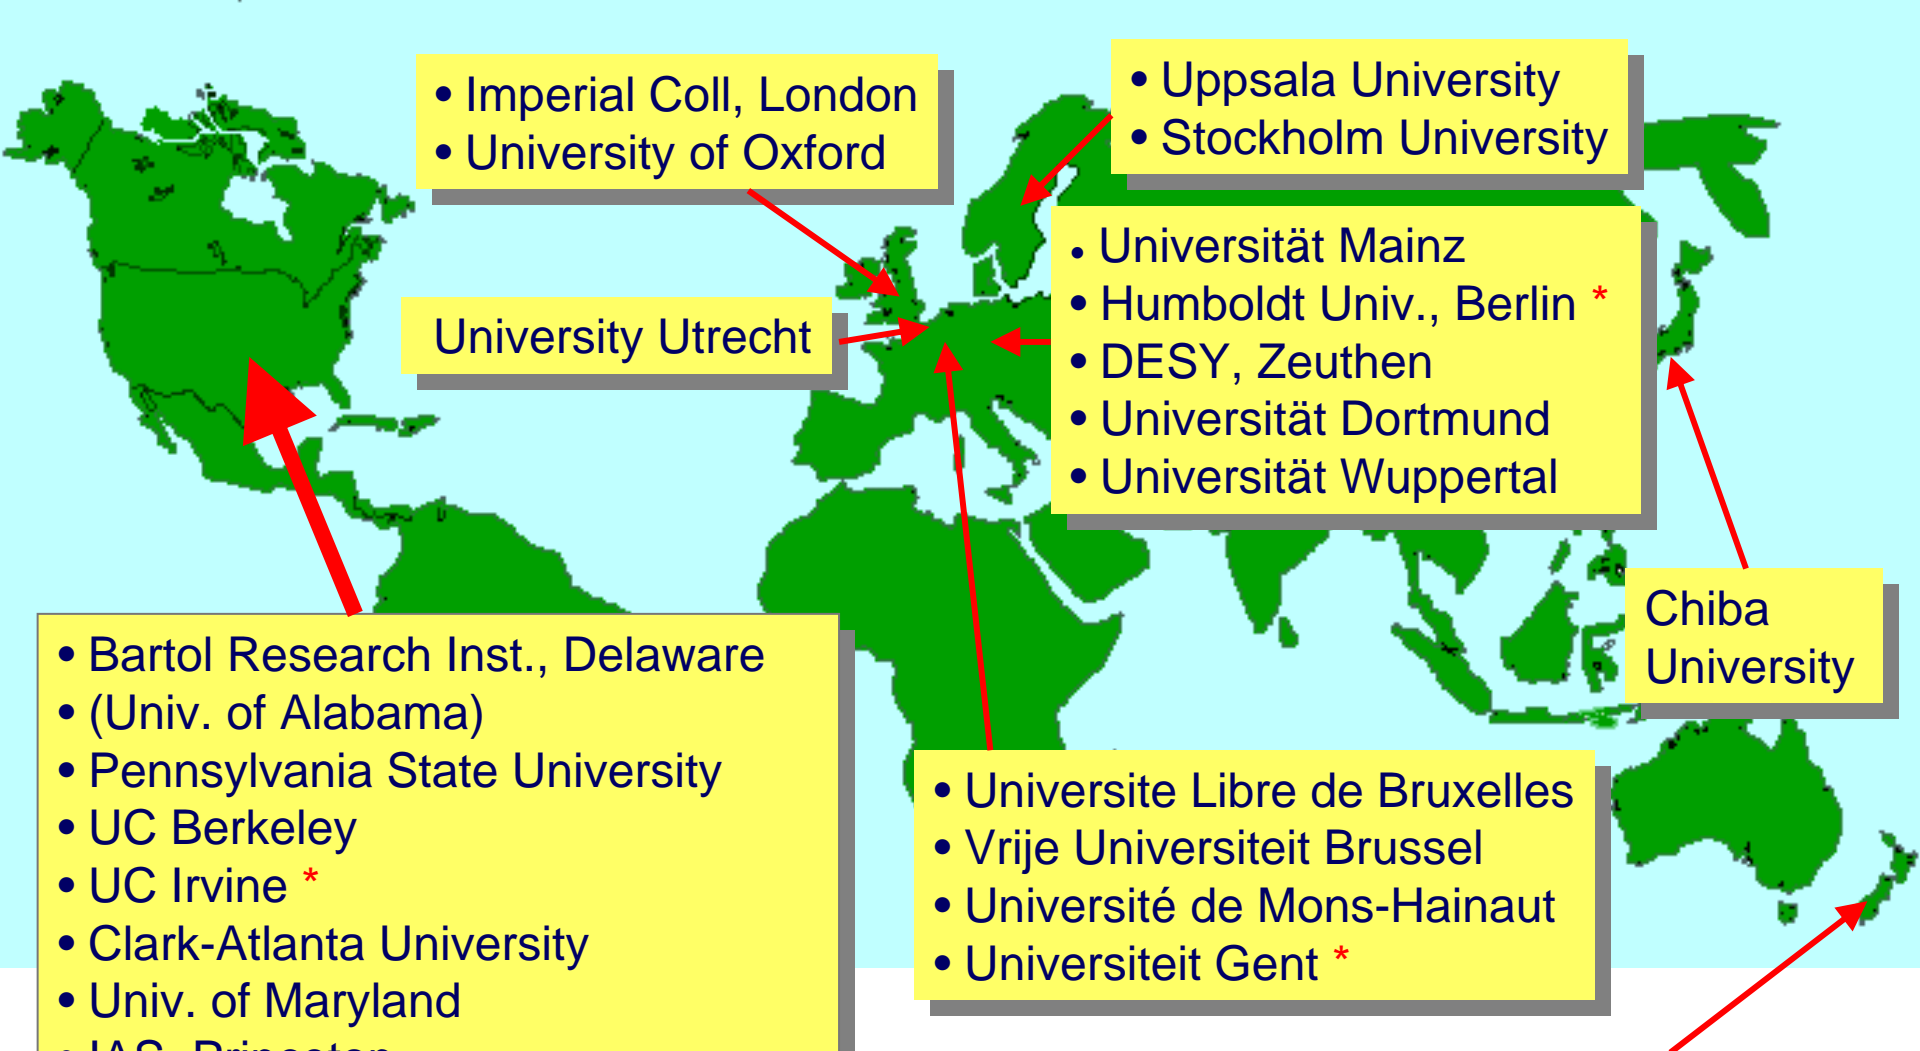 • Imperial Coll, London
• University of Oxford
• Uppsala University
• Stockholm University
University Utrecht
• Universität Mainz
• Humboldt Univ., Berlin *
• DESY, Zeuthen
• Universität Dortmund
• Universität Wuppertal
Chiba
University
• Bartol Research Inst., Delaware
• (Univ. of Alabama)
• Pennsylvania State University
• UC Berkeley
• UC Irvine *
• Clark-Atlanta University
• Univ. of Maryland
• IAS, Princeton
• Universite Libre de Bruxelles
• Vrije Universiteit Brussel
• Université de Mons-Hainaut
• Universiteit Gent *